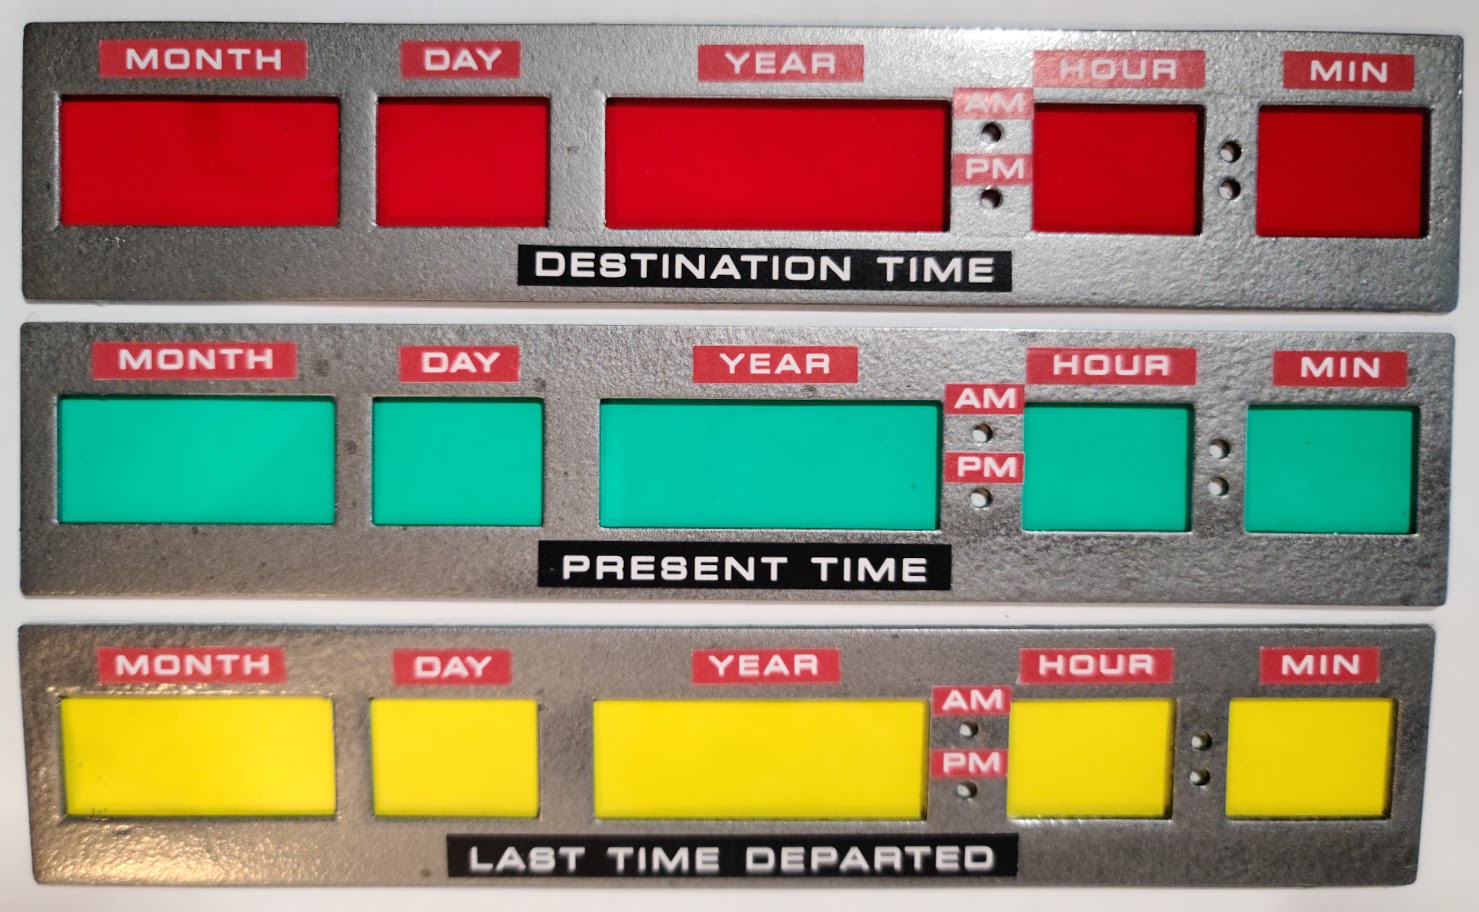 MONTH DAY YEAR HOUR MIN
AM
PM
DESTINATION TIME
MONTH DAY YEAR HOUR MIN
AM
PM
PRESENT TIME
MONTH DAY YEAR HOUR MIN
AM
PM
LAST TIME DEPARTED